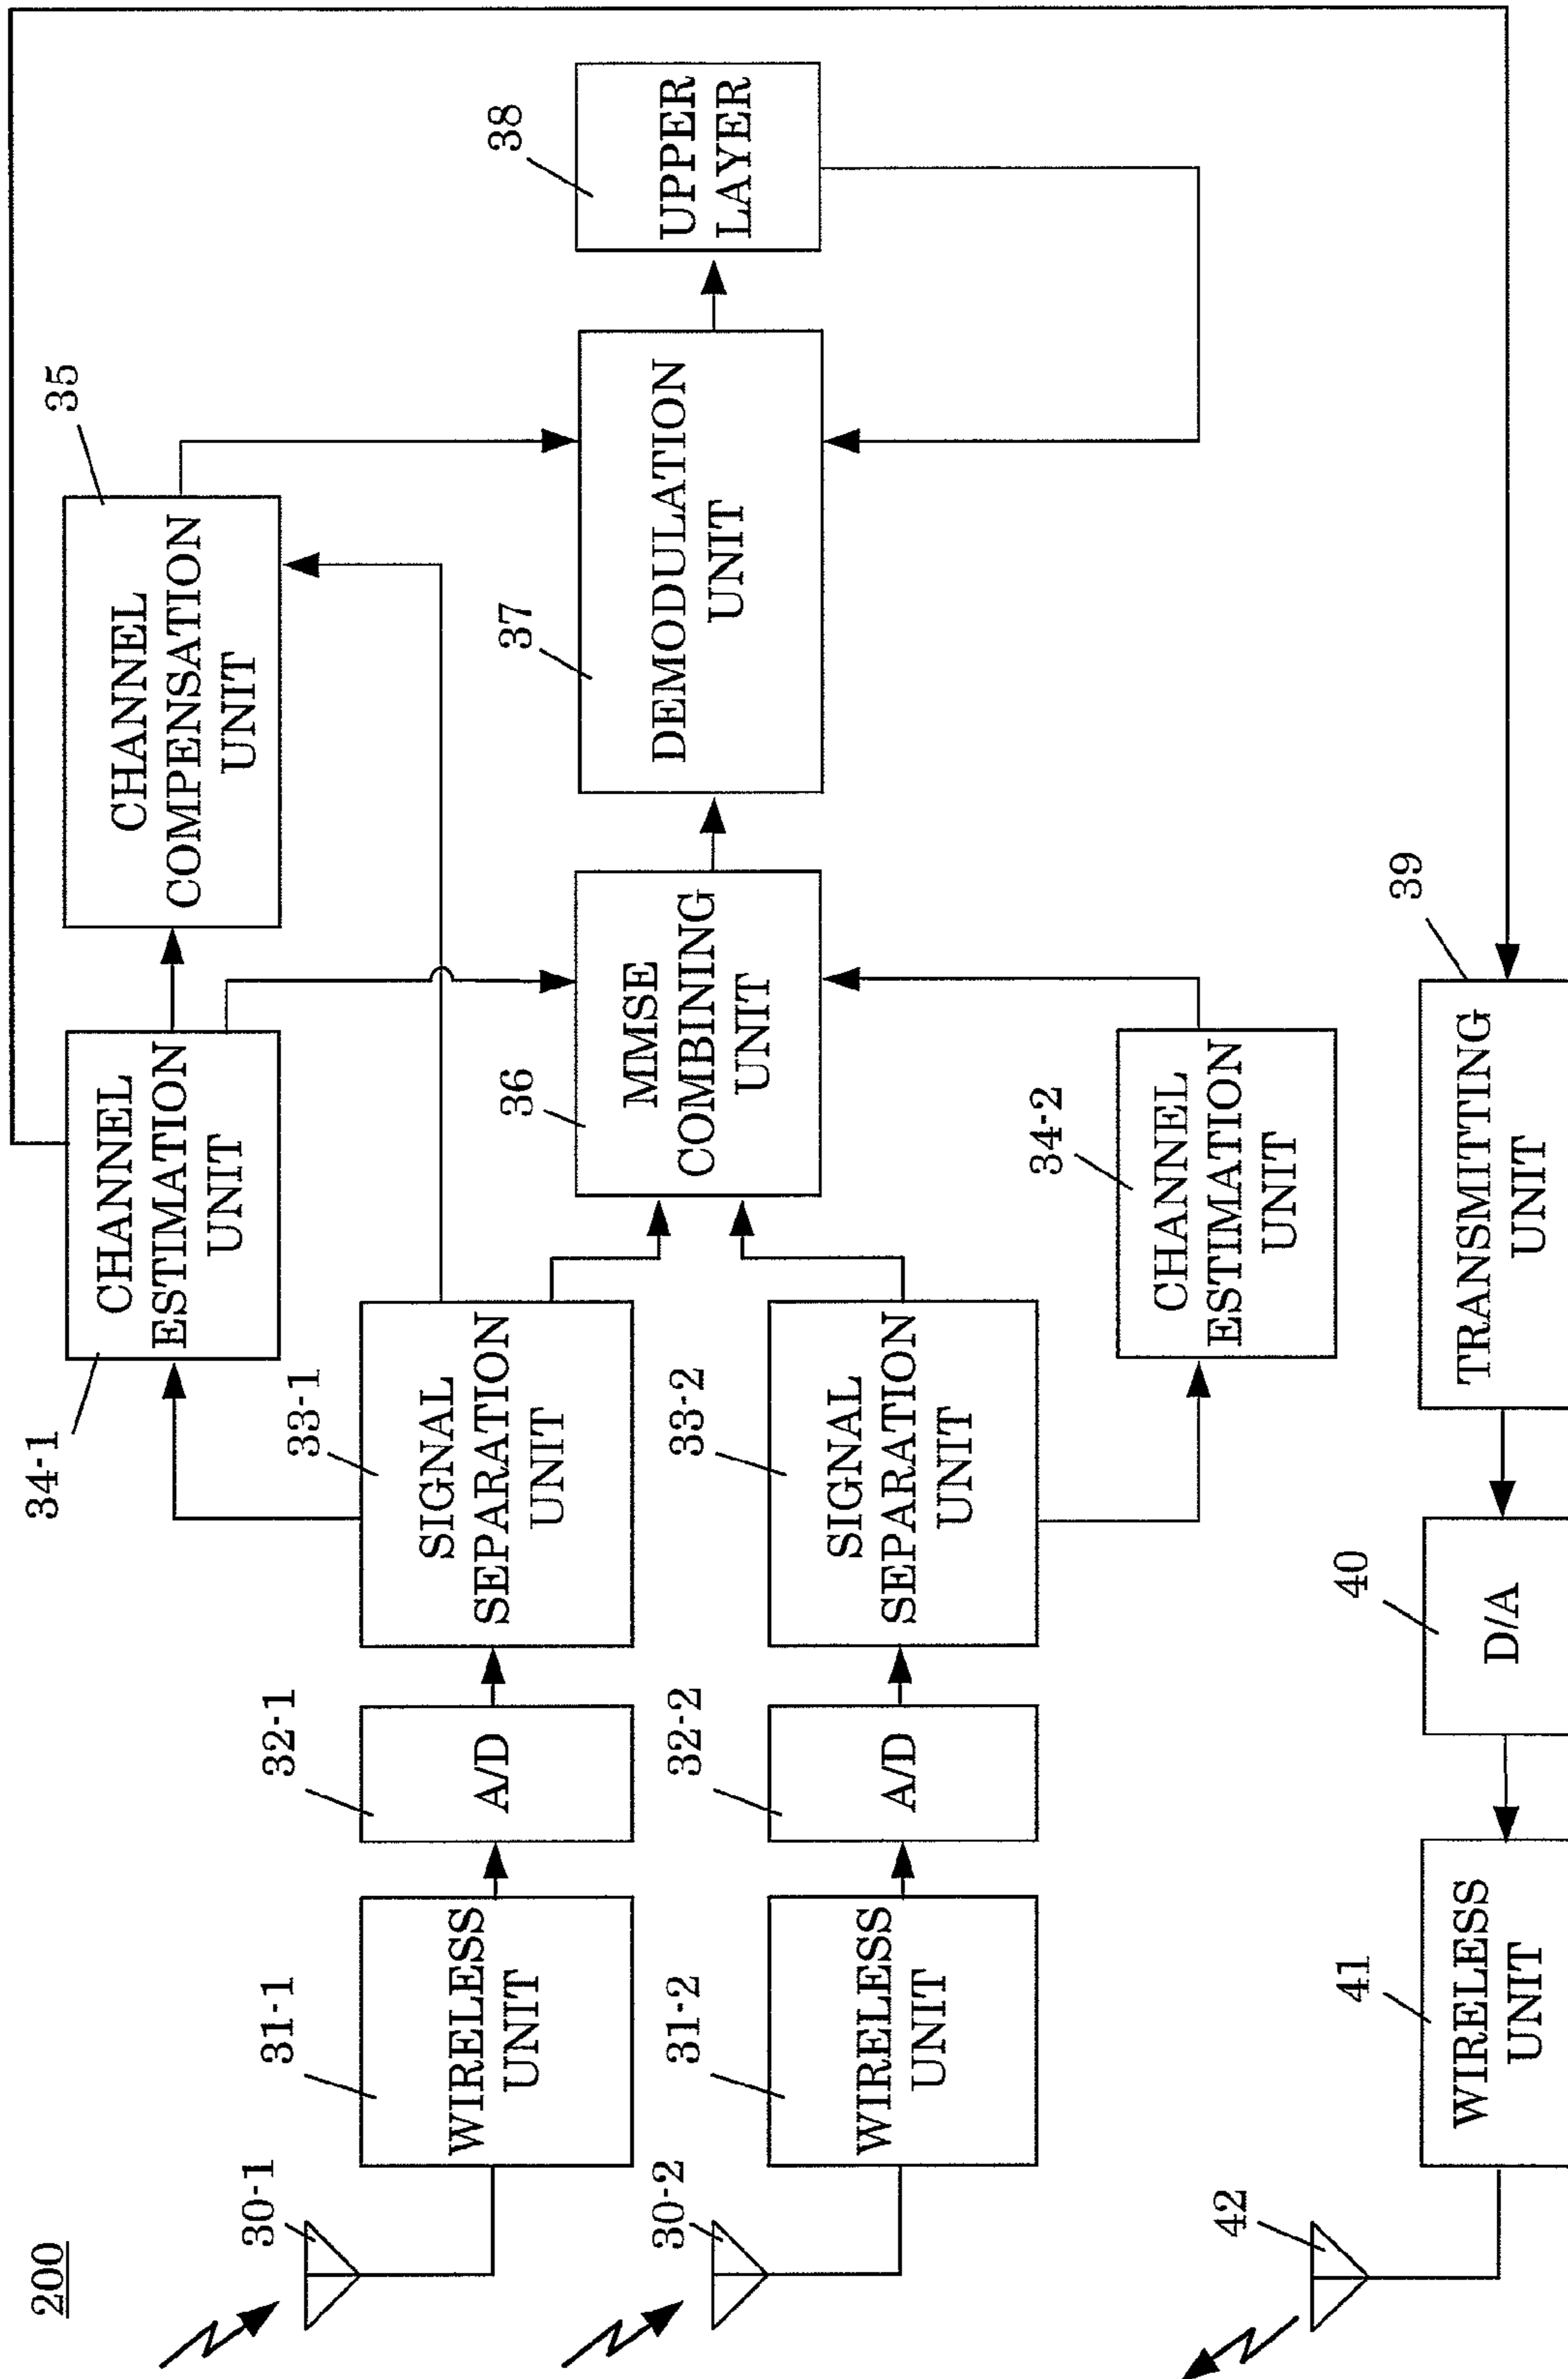 200
30-1
31-1
WIRELESS
UNIT
32-1
A/D
33-1
SIGNAL
SEPARATION
UNIT
34-1
CHANNEL
ESTIMATION
UNIT
35
CHANNEL
COMPENSATION
UNIT
30-2
31-2
WIRELESS
UNIT
32-2
A/D
33-2
SIGNAL
SEPARATION
UNIT
36
MMSE
COMBINING
UNIT
37
DEMODULATION
UNIT
38
UPPER
LAYER
34-2
CHANNEL
ESTIMATION
UNIT
42
41
WIRELESS
UNIT
40
D/A
39
TRANSMITTING
UNIT